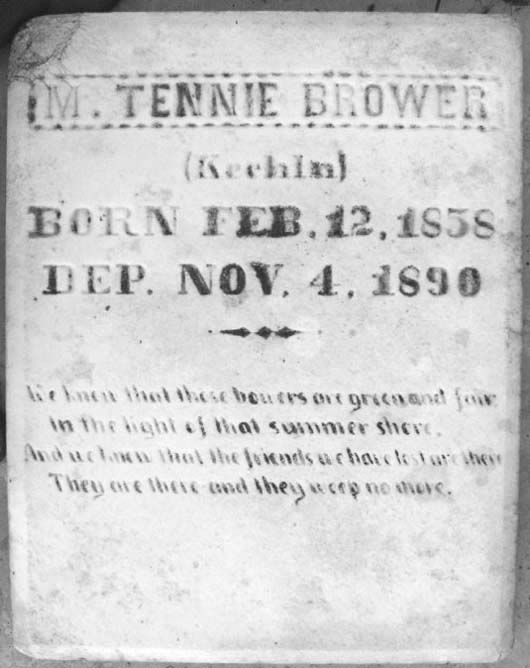 M. TENNIE BROWER
(Kechln)
BORN FEB. 12, 1858
DEP. NOV. 4, 1890
We know that those bowers are green and fair
In the light of that summer shore.
And we know that the friends we have lost are there
They are there and they weep no more.